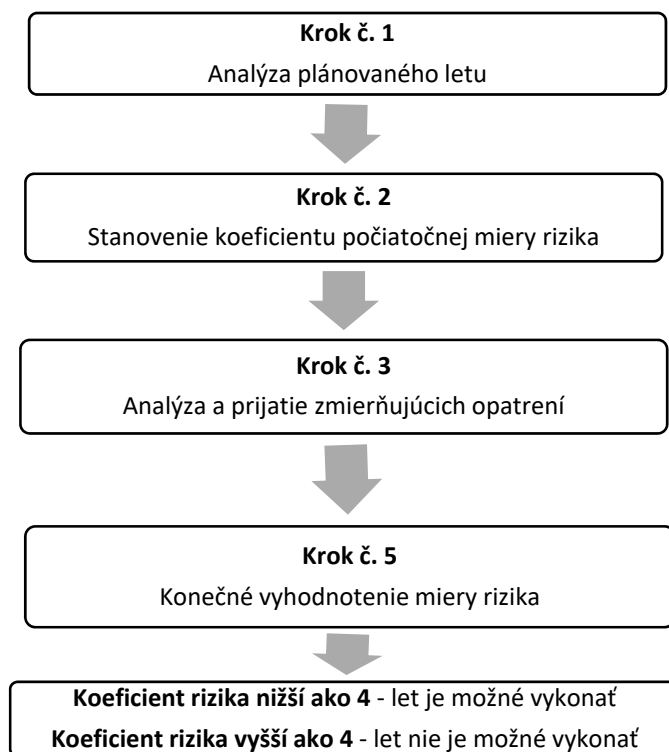 Krok č. 1
Analýza plánovaného letu
Krok č. 2
Stanovenie koeficientu počiatočnej miery rizika
Krok č. 3
Analýza a prijatie zmierňujúcich opatrení
Krok č. 5
Konečné vyhodnotenie miery rizika
Koeficient rizika nižší ako 4 - let je možné vykonať
Koeficient rizika vyšší ako 4 - let nie je možné vykonať